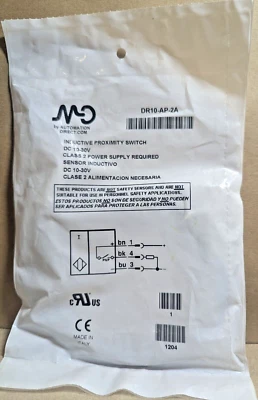 DR10-AP-2A
by AUTOMATION
DIRECT.COM
INDUCTIVE PROXIMITY SWITCH
DC 10-30V
CLASS 2 POWER SUPPLY REQUIRED
SENSOR INDUCTIVO
DC 10-30V
CLASE 2 ALIMENTACION NECESARIA
THESE PRODUCTS ARE NOT SAFETY SENSORS AND ARE NOT
SUITABLE FOR USE IN EMERGENCY SAFETY APPLICATIONS.
ESTOS PRODUCTOS NO SON DE SEGURIDAD Y NO PUEDEN
SER APLICADOS PARA PROTEGER A LAS PERSONAS.
I
bn 1
bk 4
bu 3
+
-
c RU US
1
CE
MADE IN
1204